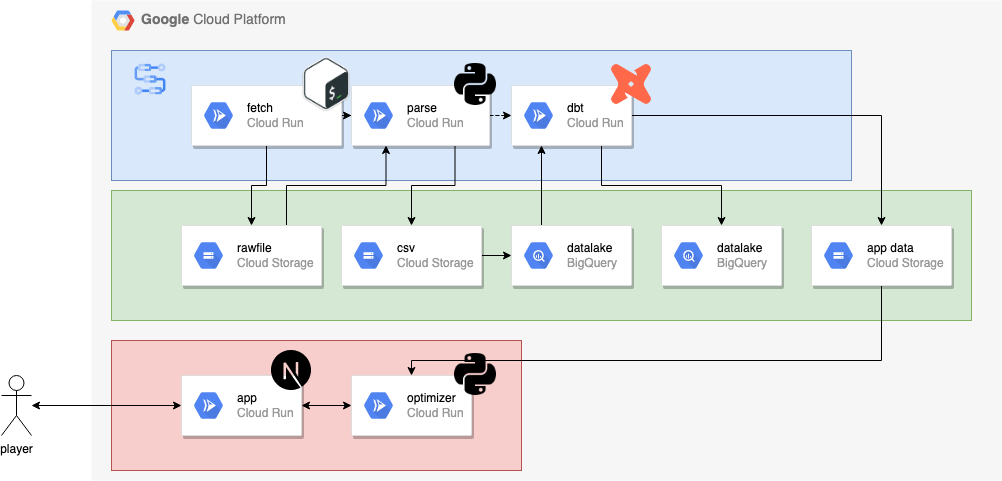 Google Cloud Platform
fetch
Cloud Run
$_
parse
Cloud Run
dbt
Cloud Run
rawfile
Cloud Storage
csv
Cloud Storage
datalake
BigQuery
datalake
BigQuery
app data
Cloud Storage
N
app
Cloud Run
optimizer
Cloud Run
player